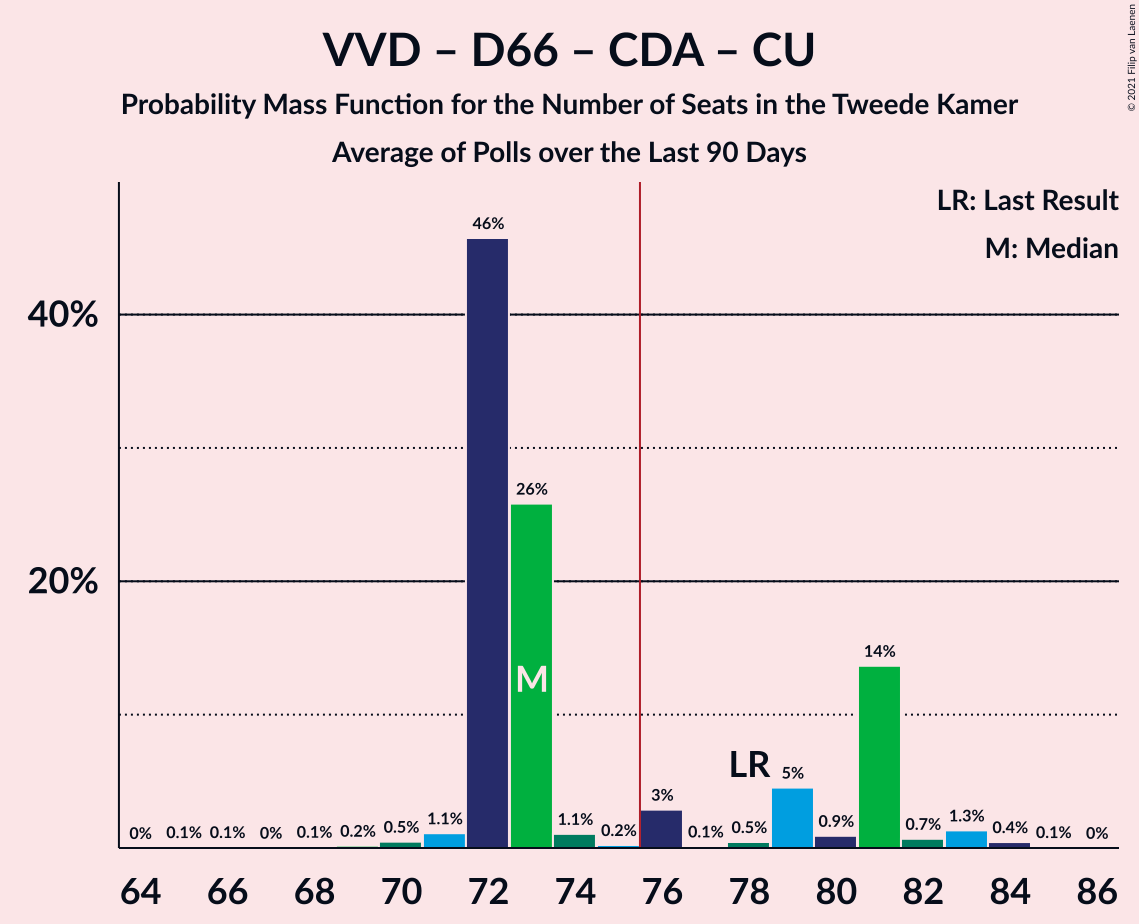 VVD – D66 – CDA – CU
Probability Mass Function for the Number of Seats in the Tweede Kamer
Average of Polls over the Last 90 Days
© 2021 Filip van Laenen
LR: Last Result
M: Median
40%
20%
0% 0.1% 0.1% 0% 0.1% 0.2% 0.5% 1.1% 46% 26% 1.1% 0.2% 3% 0.1% 0.5% 5% 0.9% 14% 0.7% 1.3% 0.4% 0.1% 0%
M
LR
64 66 68 70 72 74 76 78 80 82 84 86